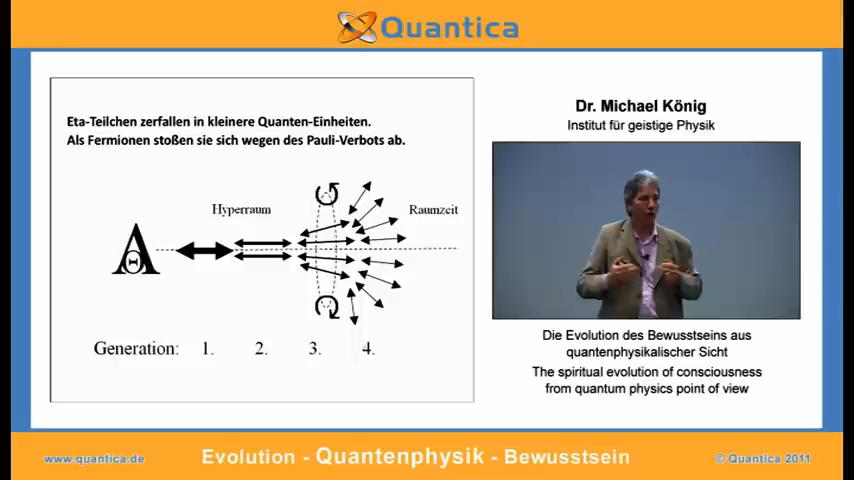 Quantica
Eta-Teilchen zerfallen in kleinere Quanten-Einheiten.
Als Fermionen stoßen sie sich wegen des Pauli-Verbots ab.
Hyperraum
Raumzeit
Generation: 1. 2. 3. 4.
Dr. Michael König
Institut für geistige Physik
Die Evolution des Bewusstseins aus
quantenphysikalischer Sicht
The spiritual evolution of consciousness
from quantum physics point of view
www.quantica.de
Evolution - Quantenphysik - Bewusstsein
© Quantica 2011